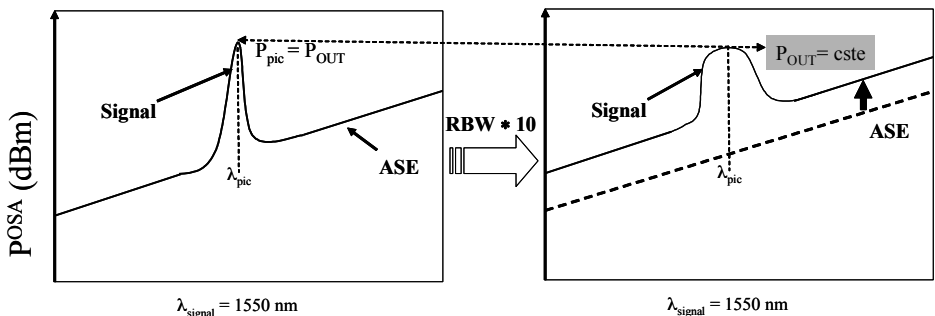 P^OSA (dBm)
P_pic = P_OUT
Signal
ASE
λ_pic
λ_signal = 1550 nm
RBW * 10
P_OUT = cste
Signal
ASE
λ_pic
λ_signal = 1550 nm